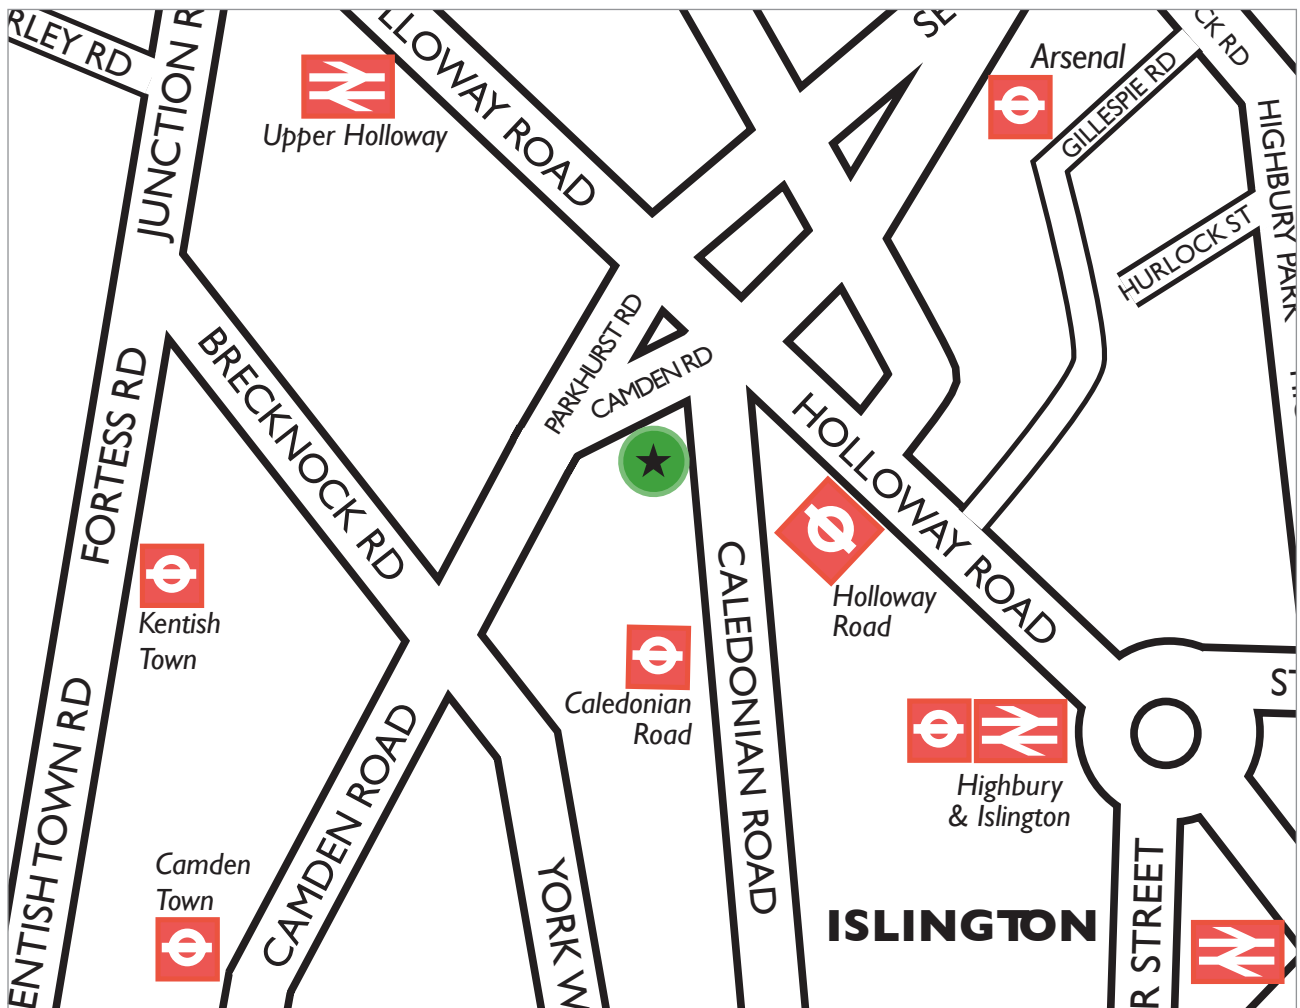 RLEY RD
JUNCTION R
LLOWAY ROAD
SE
CK RD
Arsenal
GILLESPIE RD
Upper Holloway
HIGHBURY PARK
HURLOCK ST
PARKHURST RD
CAMDEN RD
BRECKNOCK RD
FORTESS RD
HOLLOWAY ROAD
Kentish
Town
Holloway
Road
CALEDONIAN ROAD
Caledonian
Road
ST
ENTISH TOWN RD
CAMDEN ROAD
Highbury
& Islington
Camden
Town
YORK W
ISLINGTON
R STREET